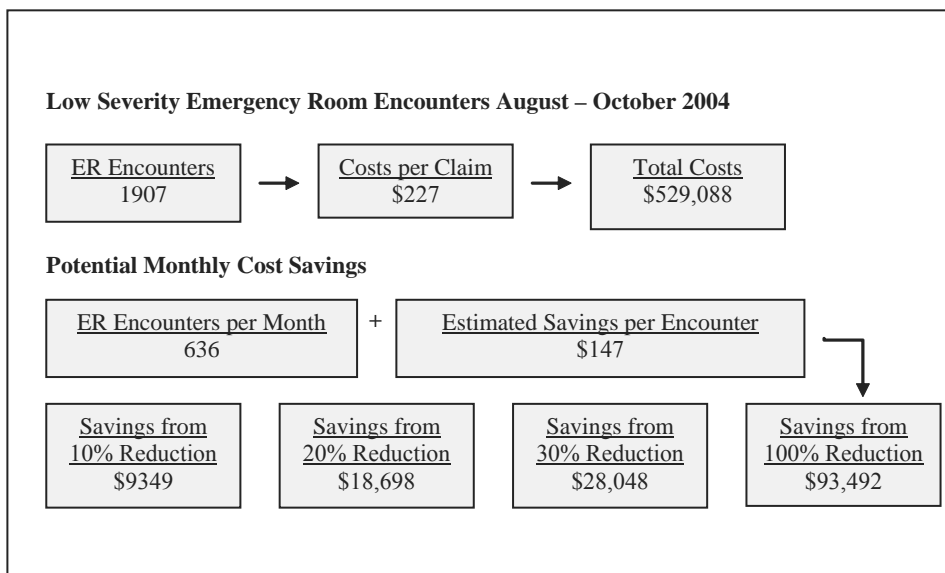 Low Severity Emergency Room Encounters August – October 2004
ER Encounters
1907
Costs per Claim
$227
Total Costs
$529,088
Potential Monthly Cost Savings
ER Encounters per Month
636
+
Estimated Savings per Encounter
$147
Savings from
10% Reduction
$9349
Savings from
20% Reduction
$18,698
Savings from
30% Reduction
$28,048
Savings from
100% Reduction
$93,492